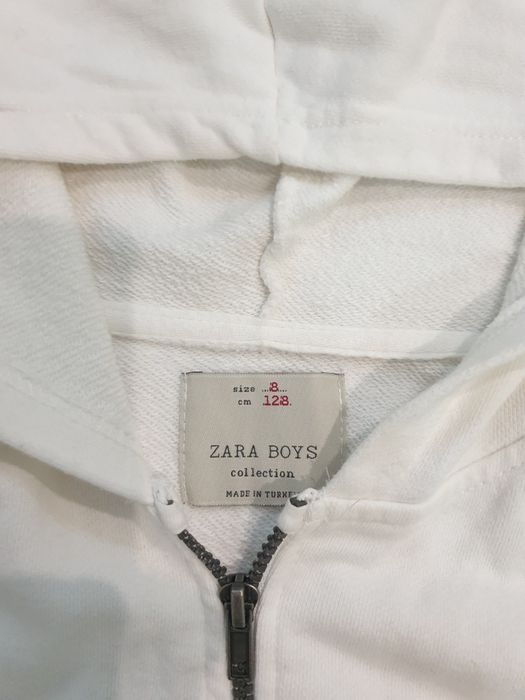 size ...8...
cm .128.
ZARA BOYS
collection
MADE IN TURKEY